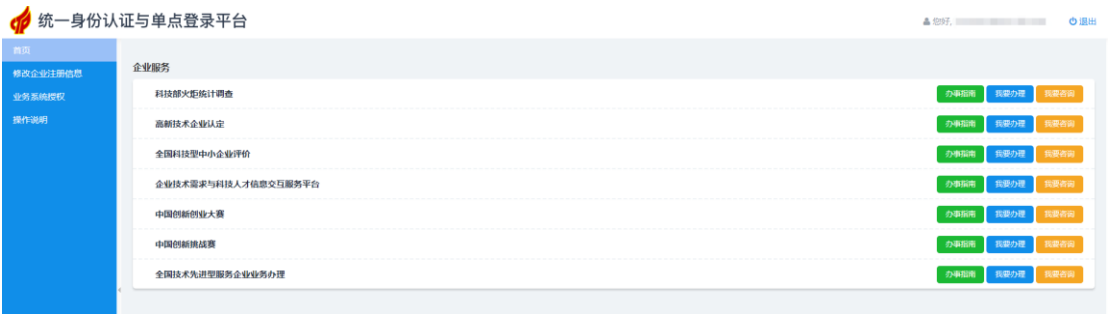 统一身份认证与单点登录平台
您好,
退出
首页
修改企业注册信息
业务系统授权
操作说明
企业服务
科技部火炬统计调查 办事指南 我要办理 我要咨询
高新技术企业认定 办事指南 我要办理 我要咨询
全国科技型中小企业评价 办事指南 我要办理 我要咨询
企业技术需求与科技人才信息交互服务平台 办事指南 我要办理 我要咨询
中国创新创业大赛 办事指南 我要办理 我要咨询
中国创新挑战赛 办事指南 我要办理 我要咨询
全国技术先进型服务企业业务办理 办事指南 我要办理 我要咨询